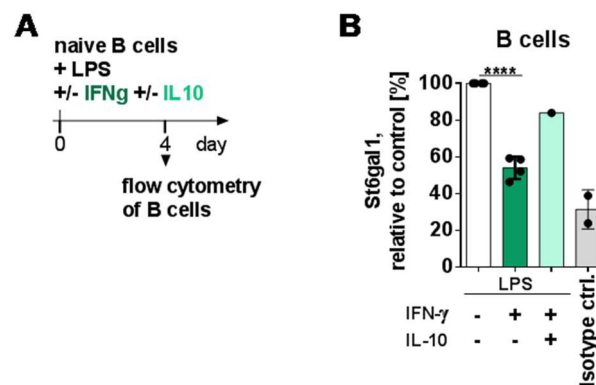 A
naive B cells
+ LPS
+/- IFNg +/- IL10
0 4 day
flow cytometry
of B cells
B
B cells
St6gal1,
relative to control [%]
100
80
60
40
20
0
****
LPS
IFN-γ - + +
IL-10 - - +
Isotype ctrl.